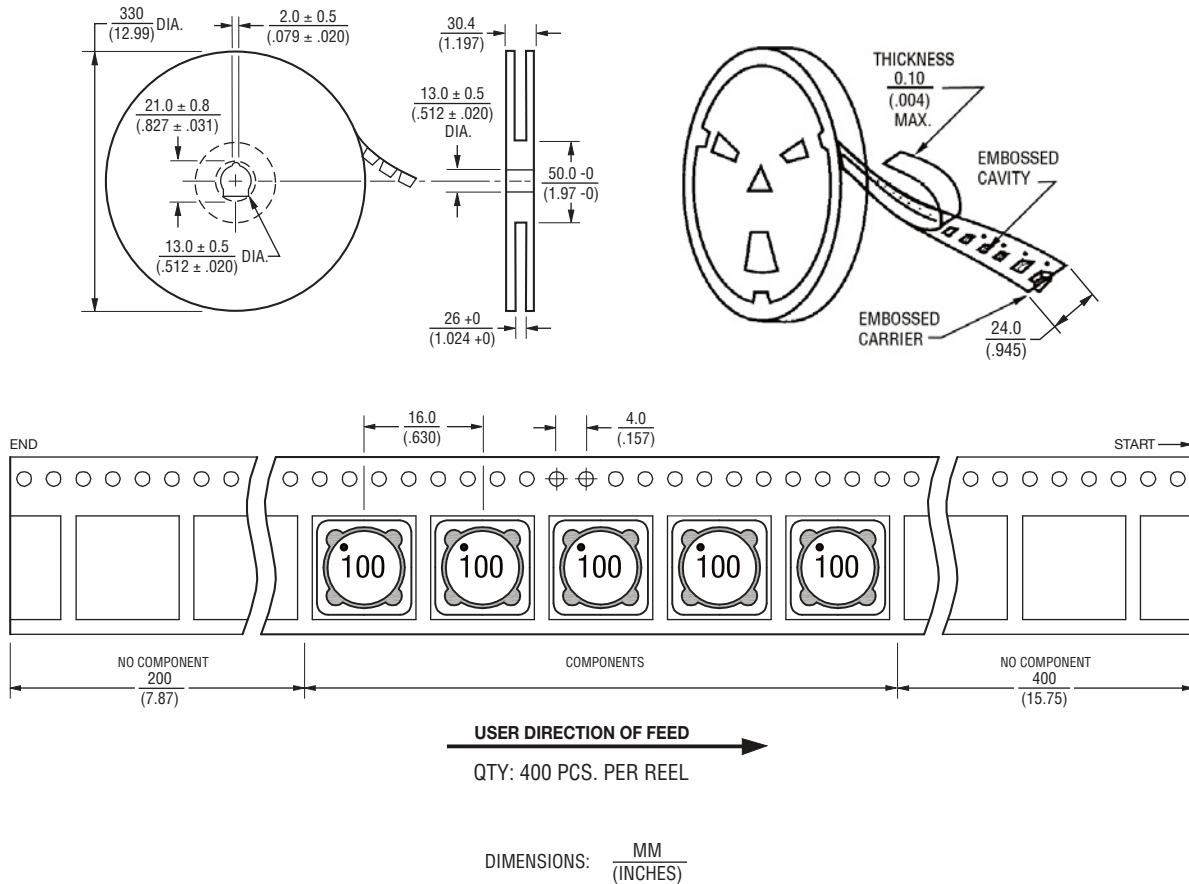 330
(12.99) DIA.
2.0 ± 0.5
(.079 ± .020)
21.0 ± 0.8
(.827 ± .031)
13.0 ± 0.5
(.512 ± .020) DIA.
30.4
(1.197)
13.0 ± 0.5
(.512 ± .020)
DIA.
50.0 -0
(1.97 -0)
26 +0
(1.024 +0)
THICKNESS
0.10
(.004)
MAX.
EMBOSSED
CAVITY
EMBOSSED
CARRIER
24.0
(.945)
16.0
(.630)
4.0
(.157)
END
START
100
100
100
100
100
NO COMPONENT
200
(7.87)
COMPONENTS
NO COMPONENT
400
(15.75)
USER DIRECTION OF FEED
QTY: 400 PCS. PER REEL
DIMENSIONS: MM
(INCHES)